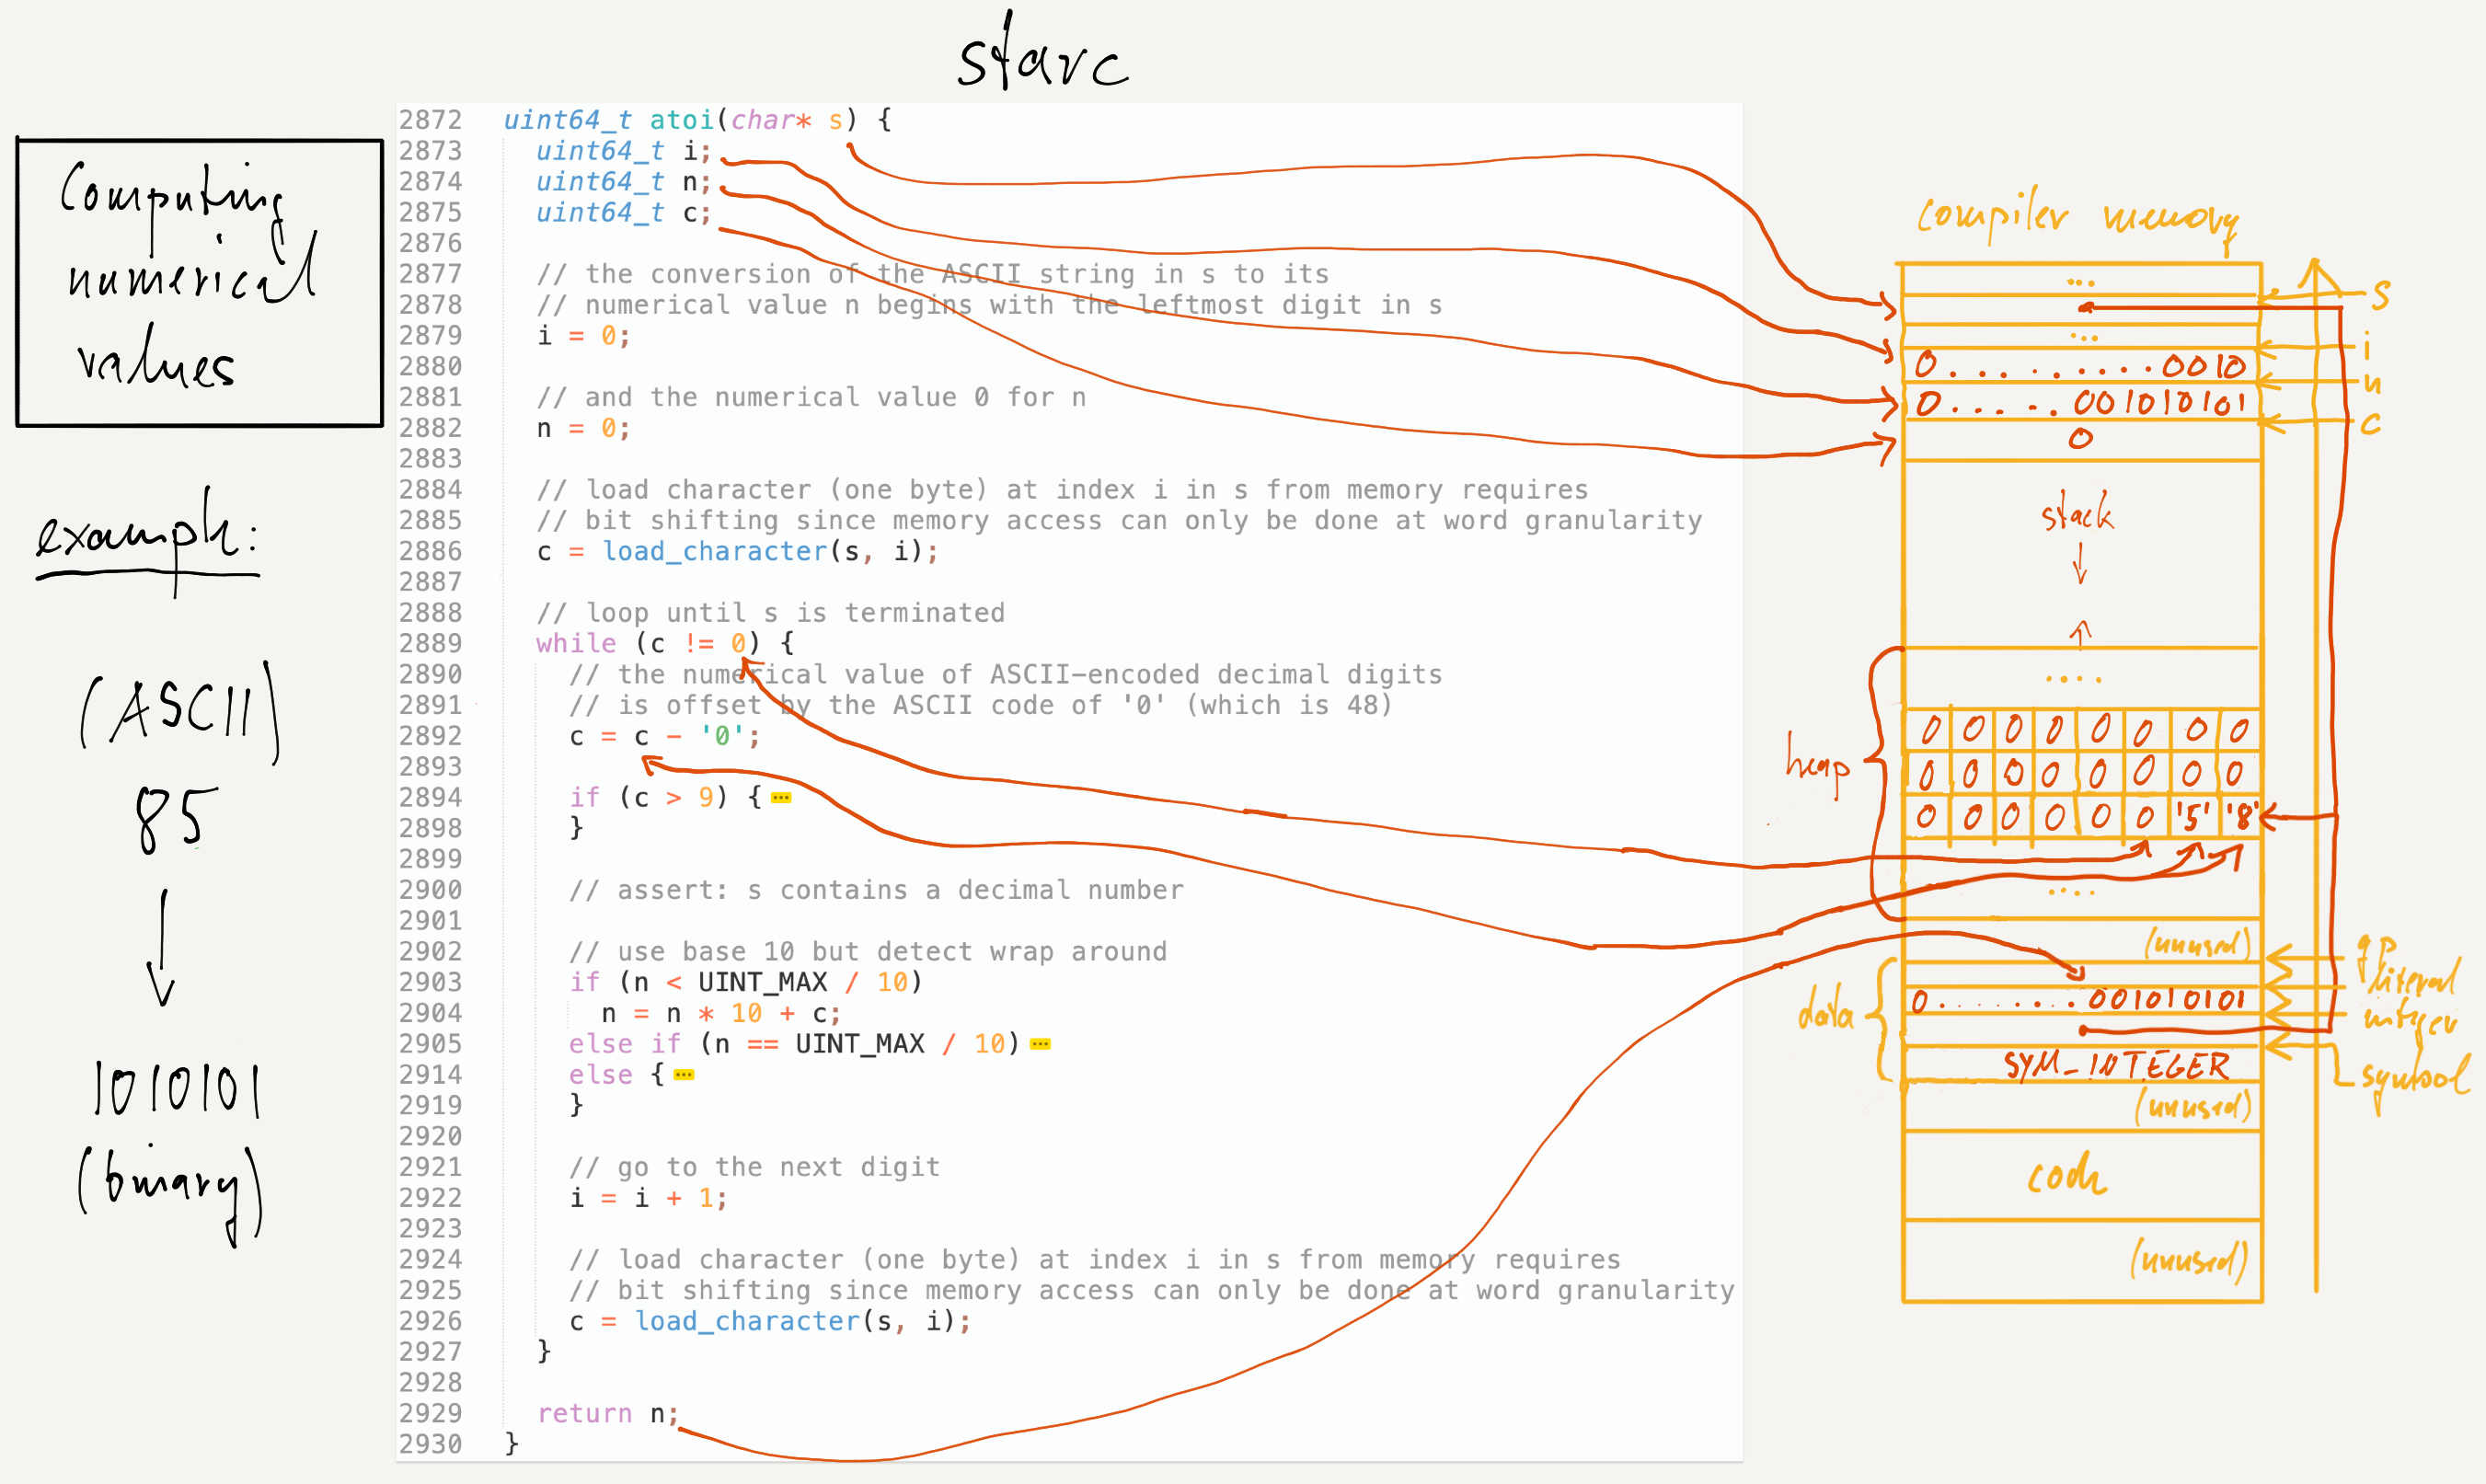 starc
Computing
numerical
values
example:
(ASCII)
85
1010101
(binary)
2872 uint64_t atoi(char* s) {
2873 uint64_t i;
2874 uint64_t n;
2875 uint64_t c;
2876
2877 // the conversion of the ASCII string in s to its
2878 // numerical value n begins with the leftmost digit in s
2879 i = 0;
2880
2881 // and the numerical value 0 for n
2882 n = 0;
2883
2884 // load character (one byte) at index i in s from memory requires
2885 // bit shifting since memory access can only be done at word granularity
2886 c = load_character(s, i);
2887
2888 // loop until s is terminated
2889 while (c != 0) {
2890 // the numerical value of ASCII-encoded decimal digits
2891 // is offset by the ASCII code of '0' (which is 48)
2892 c = c - '0';
2893
2894 if (c > 9) { ...
2898 }
2899
2900 // assert: s contains a decimal number
2901
2902 // use base 10 but detect wrap around
2903 if (n < UINT_MAX / 10)
2904 n = n * 10 + c;
2905 else if (n == UINT_MAX / 10) ...
2914 else { ...
2919 }
2920
2921 // go to the next digit
2922 i = i + 1;
2923
2924 // load character (one byte) at index i in s from memory requires
2925 // bit shifting since memory access can only be done at word granularity
2926 c = load_character(s, i);
2927 }
2928
2929 return n;
2930 }
compiler memory
...
s
...
i
0.........0010
n
0.....001010101
c
0
stack
heap
....
0 0 0 0 0 0 0 0
0 0 0 0 0 0 0 0
0 0 0 0 0 0 '5' '8'
....
(unused)
gp
data
literal
0........001010101
integer
SYM_INTEGER
symbol
(unused)
code
(unused)